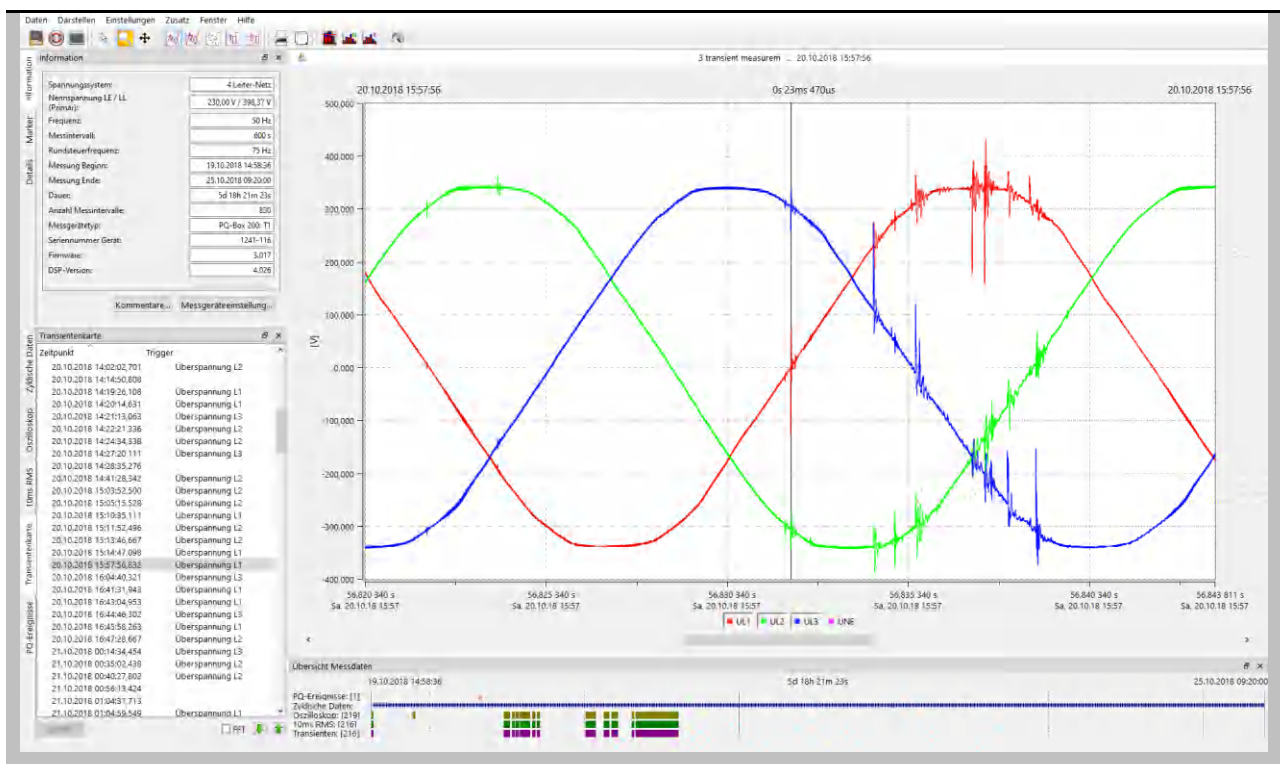 Daten Darstellen Einstellungen Zusatz Fenster Hilfe
Information
3 transient measurem ... 20.10.2018 15:57:56
Information
Marker
Details
Spannungssystem: 4 Leiter-Netz
Nennspannung LE / LL (Primär): 230,00 V / 398,37 V
Frequenz: 50 Hz
Messintervall: 600 s
Rundsteuerfrequenz: 75 Hz
Messung Beginn: 19.10.2018 14:58:36
Messung Ende: 25.10.2018 09:20:00
Dauer: 5d 18h 21m 23s
Anzahl Messintervalle: 830
Messgerätetyp: PQ-Box 200: T1
Seriennummer Gerät: 1241-116
Firmware: 3,017
DSP-Version: 4,026
Kommentare... Messgeräteeinstellung...
Transientenkarte
Zeitpunkt Trigger
20.10.2018 14:02:02,701 Überspannung L2
20.10.2018 14:14:50,808
20.10.2018 14:19:26,108 Überspannung L1
20.10.2018 14:20:14,631 Überspannung L1
20.10.2018 14:21:13,063 Überspannung L3
20.10.2018 14:22:21,336 Überspannung L2
20.10.2018 14:24:34,338 Überspannung L2
20.10.2018 14:27:20,111 Überspannung L3
20.10.2018 14:28:35,276
20.10.2018 14:41:28,342 Überspannung L2
20.10.2018 15:03:52,500 Überspannung L2
20.10.2018 15:05:15,528 Überspannung L2
20.10.2018 15:10:35,111 Überspannung L1
20.10.2018 15:11:52,496 Überspannung L2
20.10.2018 15:13:46,667 Überspannung L2
20.10.2018 15:14:47,098 Überspannung L1
20.10.2018 15:57:56,832 Überspannung L1
20.10.2018 16:04:40,321 Überspannung L3
20.10.2018 16:41:31,943 Überspannung L1
20.10.2018 16:43:04,953 Überspannung L1
20.10.2018 16:44:46,302 Überspannung L3
20.10.2018 16:45:58,263 Überspannung L1
20.10.2018 16:47:28,667 Überspannung L2
21.10.2018 00:14:34,454 Überspannung L3
21.10.2018 00:35:02,438 Überspannung L2
21.10.2018 00:40:27,802 Überspannung L2
21.10.2018 00:56:13,424
21.10.2018 01:04:31,713
21.10.2018 01:04:59,549 Überspannung L1
FFT
Zyklische Daten
Oszilloskop
10ms RMS
Transientenkarte
PQ-Ereignisse
20.10.2018 15:57:56 0s 23ms 470us 20.10.2018 15:57:56
500,000
400,000
300,000
200,000
100,000
0,000
-100,000
-200,000
-300,000
-400,000
[V]
56.820 340 s 56.825 340 s 56.830 340 s 56.835 340 s 56.840 340 s 56.843 811 s
Sa. 20.10.18 15:57 Sa. 20.10.18 15:57 Sa. 20.10.18 15:57 Sa. 20.10.18 15:57 Sa. 20.10.18 15:57 Sa. 20.10.18 15:57
UL1 UL2 UL3 UNE
Übersicht Messdaten
19.10.2018 14:58:36 5d 18h 21m 23s 25.10.2018 09:20:00
PQ-Ereignisse: [1]
Zyklische Daten:
Oszilloskop: [219]
10ms RMS: [216]
Transienten: [216]